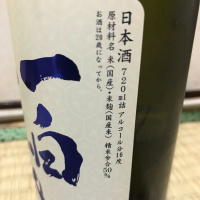 日本酒 720ml詰 アルコール分16度
原材料名 米(国産)・米麹(国産米) 精米歩合50%
お酒は20歳になってから。
一白